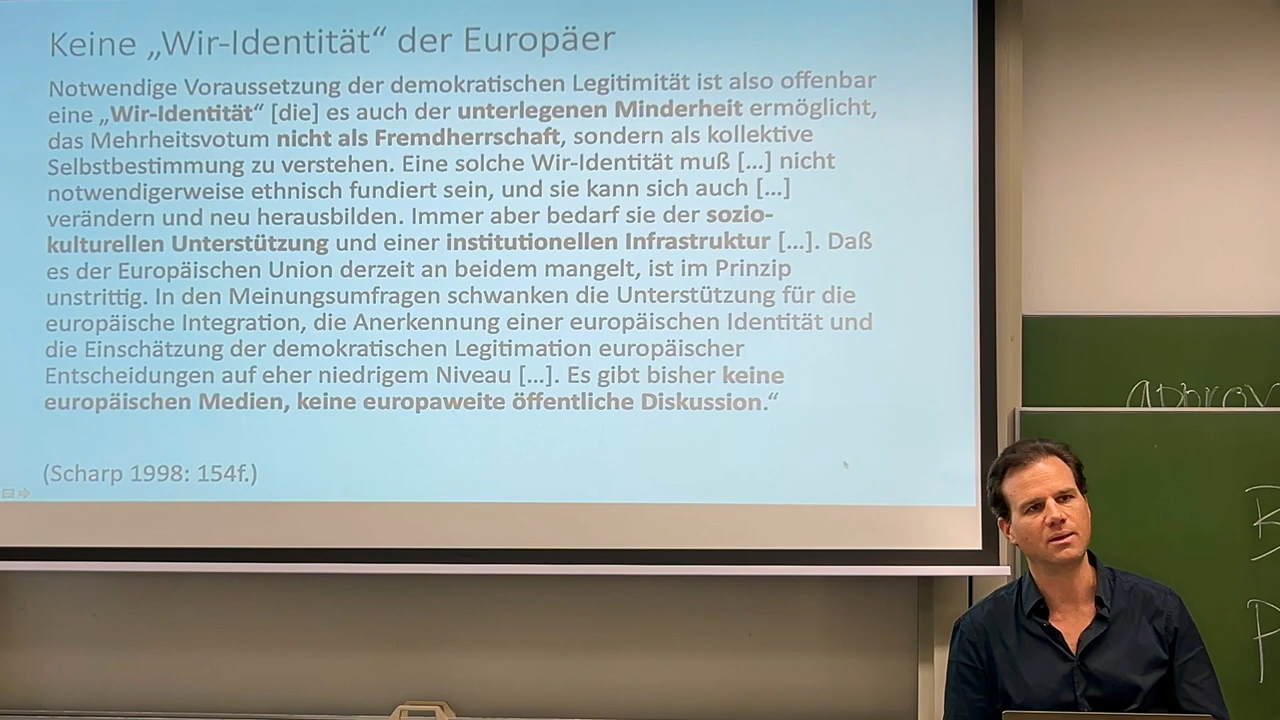 Keine „Wir-Identität“ der Europäer
Notwendige Voraussetzung der demokratischen Legitimität ist also offenbar
eine „Wir-Identität“ [die] es auch der unterlegenen Minderheit ermöglicht,
das Mehrheitsvotum nicht als Fremdherrschaft, sondern als kollektive
Selbstbestimmung zu verstehen. Eine solche Wir-Identität muß [...] nicht
notwendigerweise ethnisch fundiert sein, und sie kann sich auch [...]
verändern und neu herausbilden. Immer aber bedarf sie der sozio-
kulturellen Unterstützung und einer institutionellen Infrastruktur [...]. Daß
es der Europäischen Union derzeit an beidem mangelt, ist im Prinzip
unstrittig. In den Meinungsumfragen schwanken die Unterstützung für die
europäische Integration, die Anerkennung einer europäischen Identität und
die Einschätzung der demokratischen Legitimation europäischer
Entscheidungen auf eher niedrigem Niveau [...]. Es gibt bisher keine
europäischen Medien, keine europaweite öffentliche Diskussion.“
(Scharp 1998: 154f.)
approv
B
P